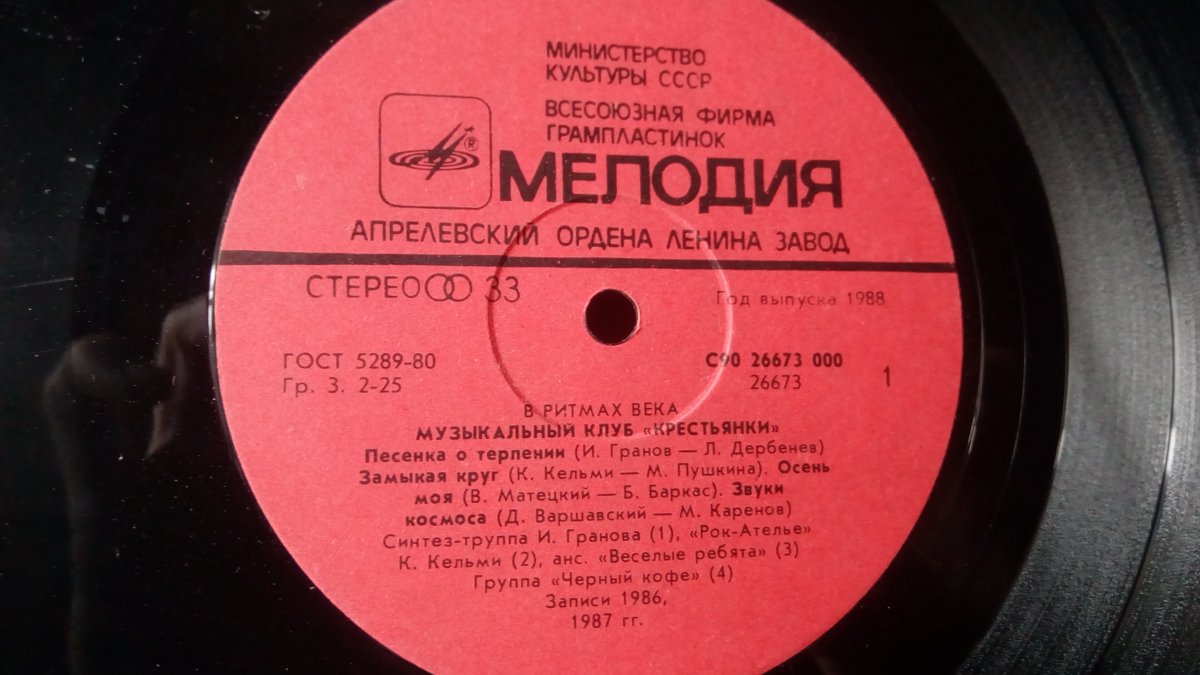 МИНИСТЕРСТВО
КУЛЬТУРЫ СССР
ВСЕСОЮЗНАЯ ФИРМА
ГРАМПЛАСТИНОК
®
МЕЛОДИЯ
АПРЕЛЕВСКИЙ ОРДЕНА ЛЕНИНА ЗАВОД
СТЕРЕО 33
Год выпуска 1988
ГОСТ 5289-80
Гр. 3. 2-25
С90 26673 000
26673
1
В РИТМАХ ВЕКА
МУЗЫКАЛЬНЫЙ КЛУБ «КРЕСТЬЯНКИ»
Песенка о терпении (И. Гранов — Л. Дербенев)
Замыкая круг (К. Кельми — М. Пушкина). Осень
моя (В. Матецкий — Б. Баркас). Звуки
космоса (Д. Варшавский — М. Каренов)
Синтез-группа И. Гранова (1), «Рок-Ателье»
К. Кельми (2), анс. «Веселые ребята» (3)
Группа «Черный кофе» (4)
Записи 1986,
1987 гг.